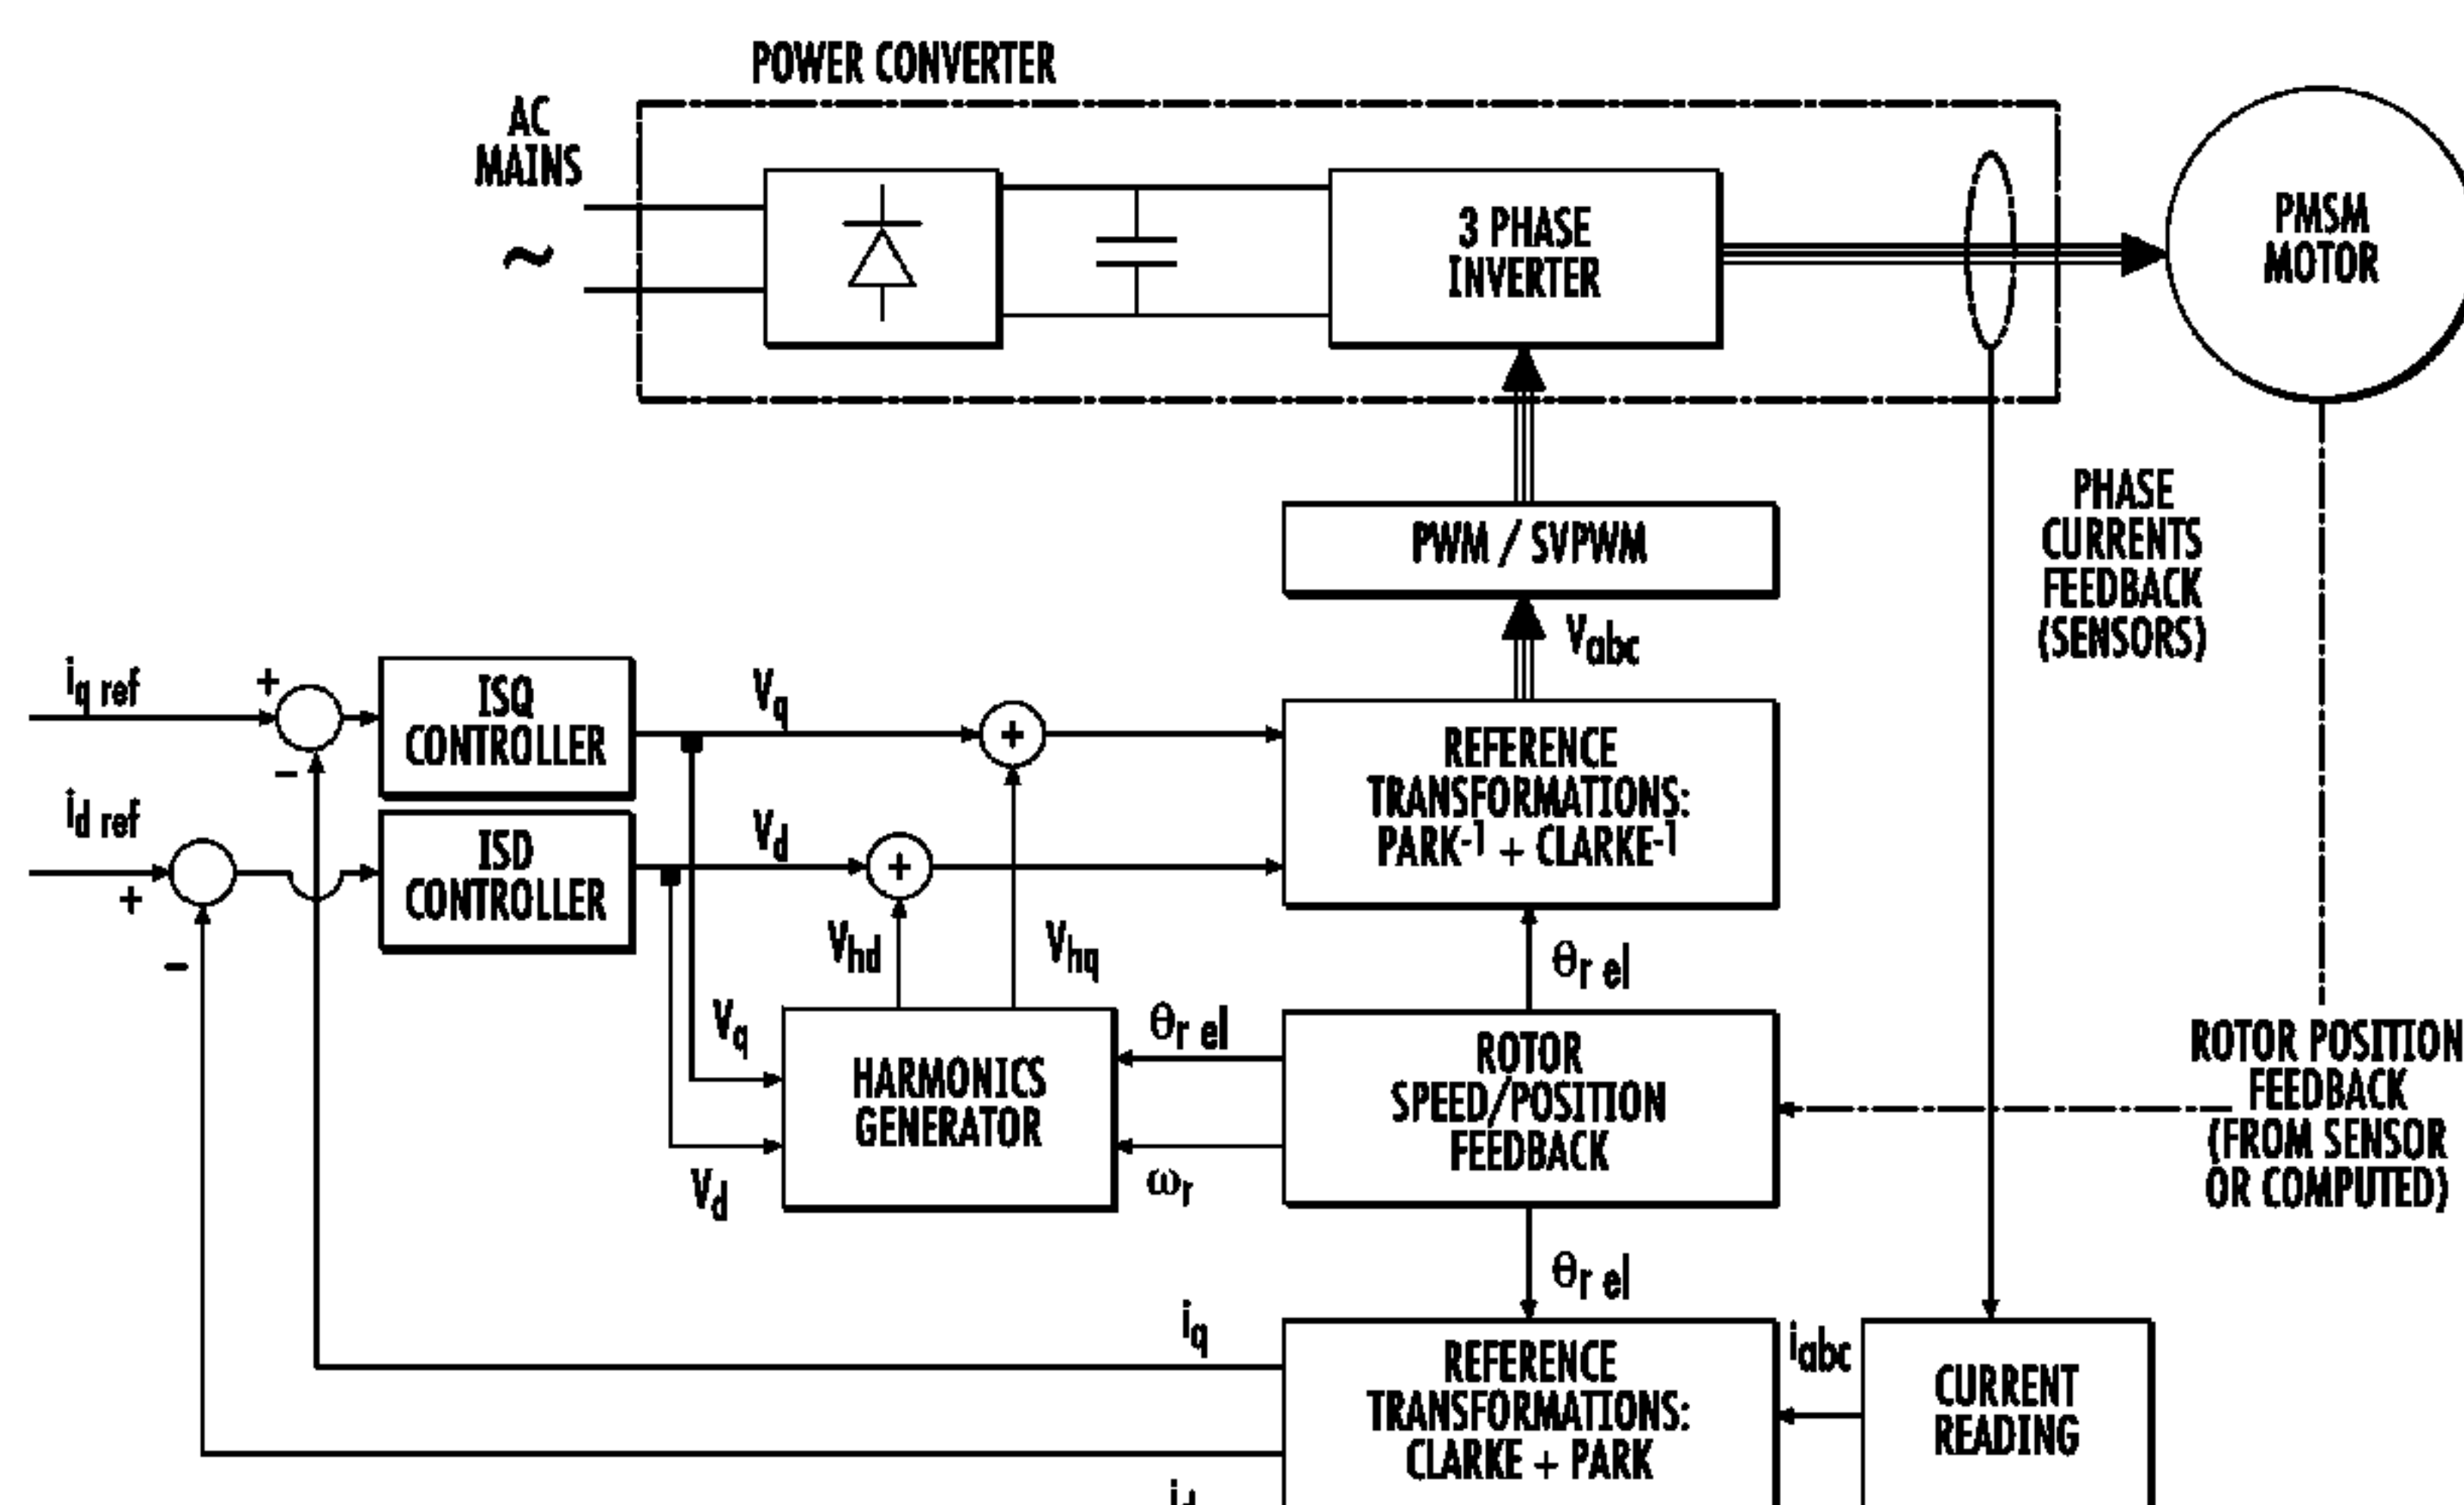 POWER CONVERTER
AC
MAINS
~
3 PHASE
INVERTER
PMSM
MOTOR
PWM / SVPWM
PHASE
CURRENTS
FEEDBACK
(SENSORS)
Vabc
iq ref
+
−
ISQ
CONTROLLER
Vq
+
REFERENCE
TRANSFORMATIONS:
PARK-1 + CLARKE-1
id ref
+
−
ISD
CONTROLLER
Vd
+
Vhd
Vhq
θr el
Vq
Vd
HARMONICS
GENERATOR
θr el
ωr
ROTOR
SPEED/POSITION
FEEDBACK
ROTOR POSITION
FEEDBACK
(FROM SENSOR
OR COMPUTED)
θr el
iq
REFERENCE
TRANSFORMATIONS:
CLARKE + PARK
iabc
CURRENT
READING